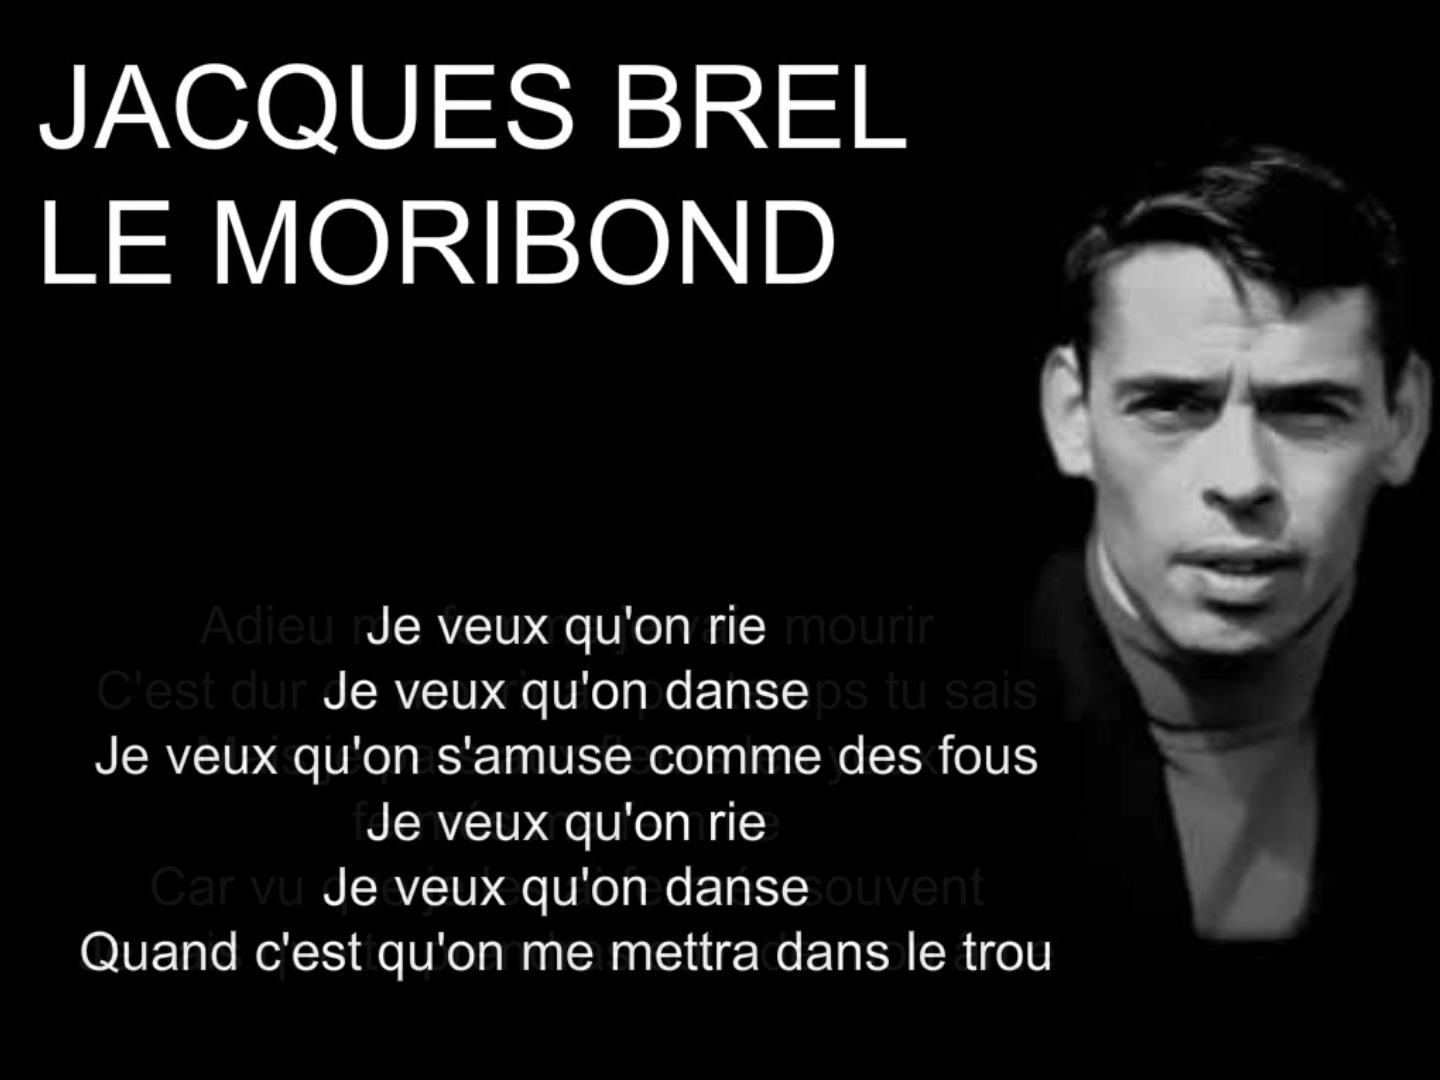 JACQUES BREL
LE MORIBOND
Je veux qu'on rie
Je veux qu'on danse
Je veux qu'on s'amuse comme des fous
Je veux qu'on rie
Je veux qu'on danse
Quand c'est qu'on me mettra dans le trou